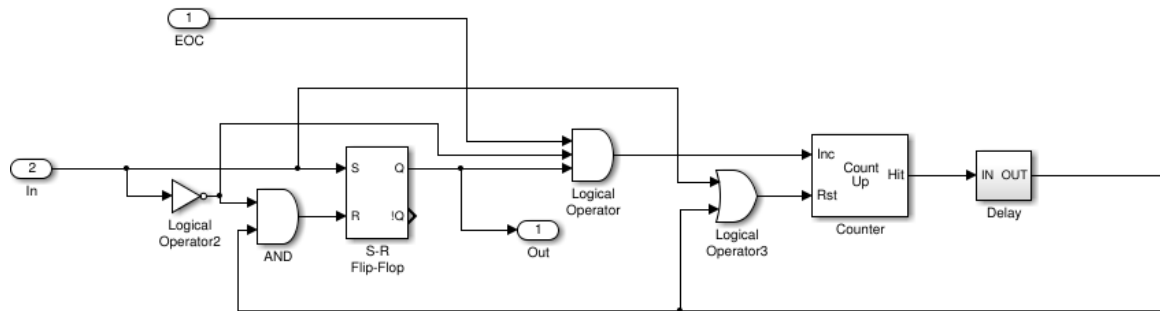 1
EOC
2
In
Logical
Operator2
AND
S
Q
R
!Q
S-R
Flip-Flop
1
Out
Logical
Operator
Logical
Operator3
Inc
Count
Up
Hit
Rst
Counter
IN OUT
Delay